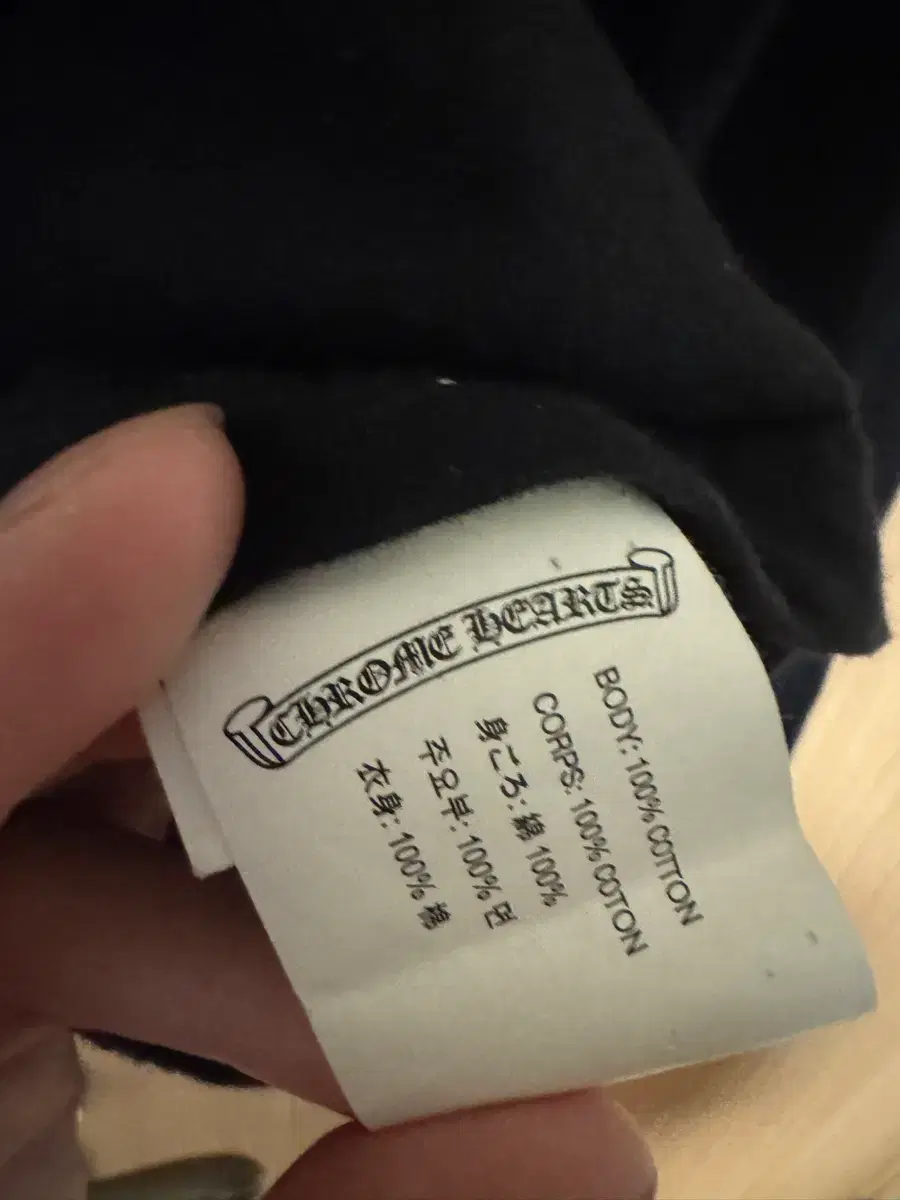 CHROME HEARTS
BODY: 100% COTTON
CORPS: 100% COTON
身ごろ: 綿 100%
주요부: 100% 면
衣身: 100% 棉